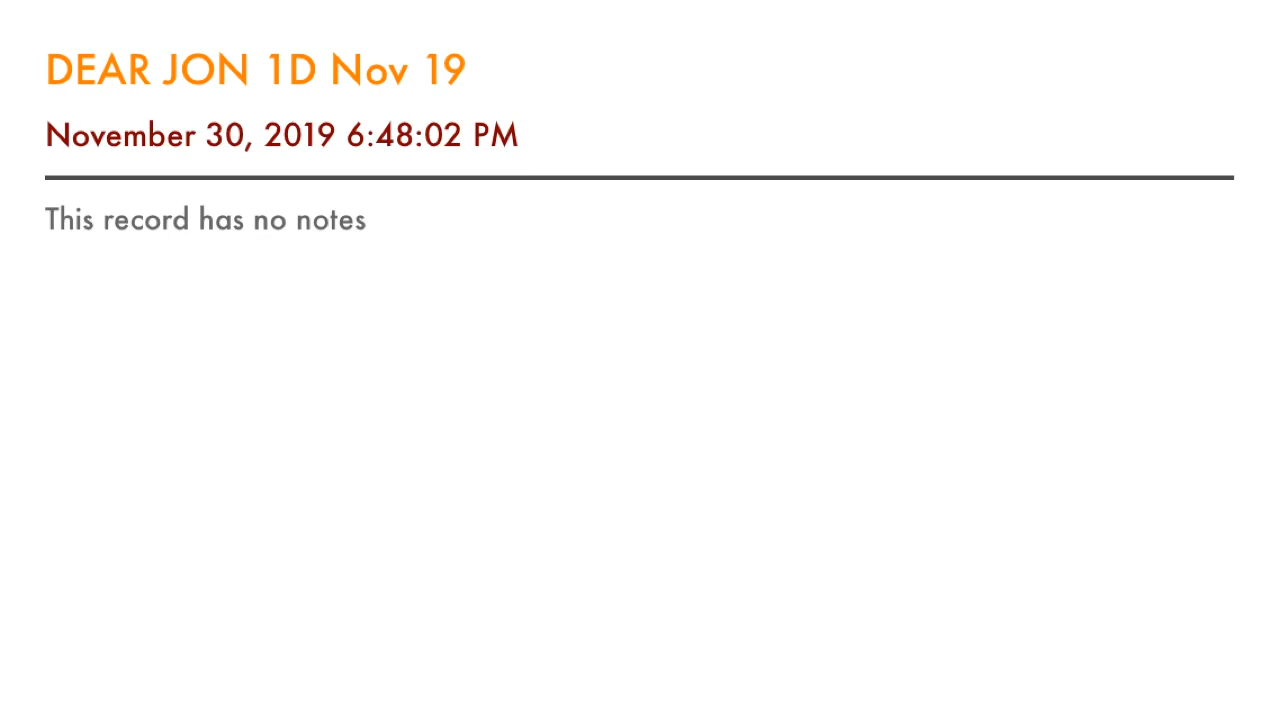 DEAR JON 1D Nov 19
November 30, 2019 6:48:02 PM
This record has no notes